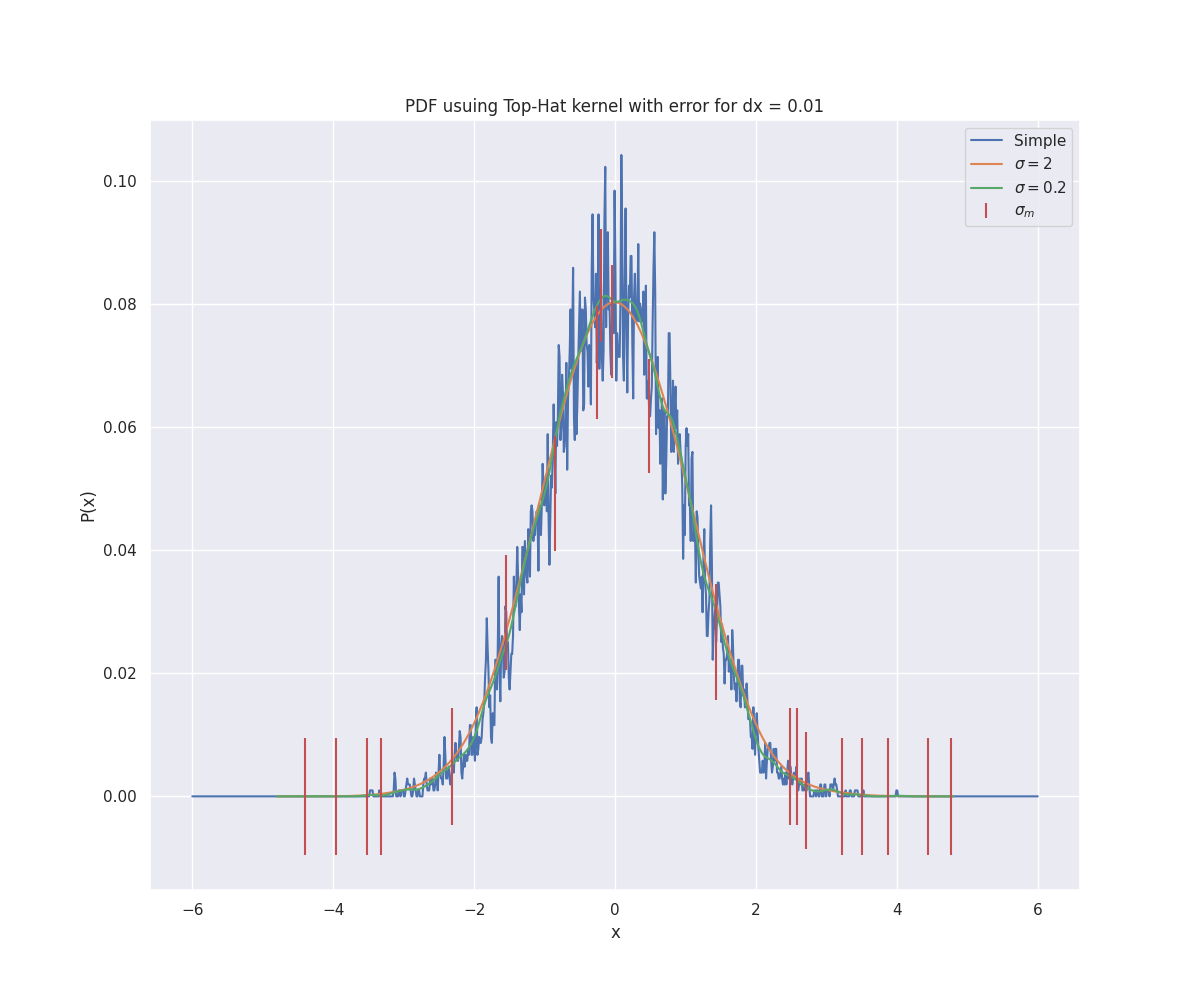 PDF usuing Top-Hat kernel with error for dx = 0.01
Simple
σ = 2
σ = 0.2
σm
0.10
0.08
0.06
0.04
0.02
0.00
P(x)
−6 −4 −2 0 2 4 6
x